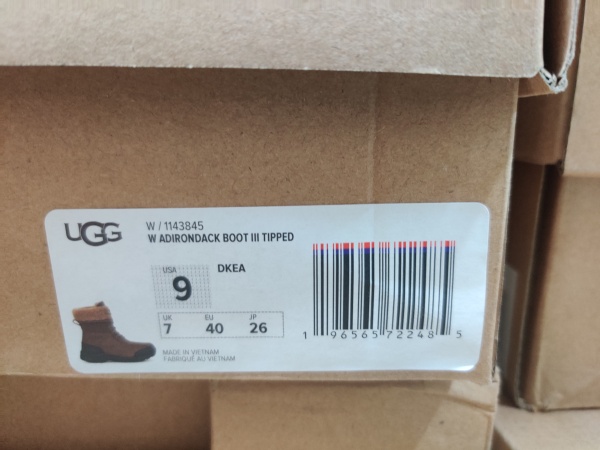 UGG
W / 1143845
W ADIRONDACK BOOT III TIPPED
USA
9
DKEA
UK EU JP
7 40 26
MADE IN VIETNAM
FABRIQUÉ AU VIETNAM
1 96565 72248 5